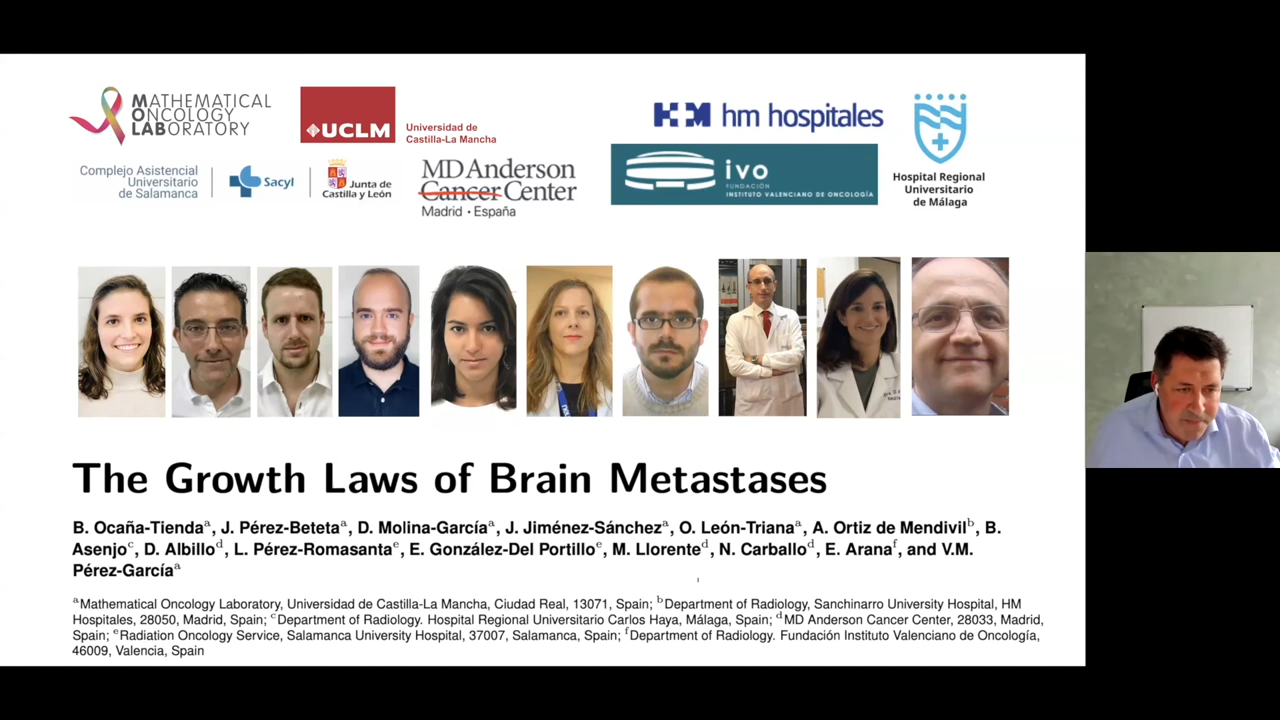 MATHEMATICAL
ONCOLOGY
LABORATORY
UCLM
Universidad de
Castilla-La Mancha
hm hospitales
Complejo Asistencial
Universitario
de Salamanca
Sacyl
Junta de
Castilla y León
MD Anderson
Cancer Center
Madrid • España
ivo
FUNDACIÓN
INSTITUTO VALENCIANO DE ONCOLOGÍA
Hospital Regional
Universitario
de Málaga
The Growth Laws of Brain Metastases
B. Ocaña-Tiendaᵃ, J. Pérez-Betetaᵃ, D. Molina-Garcíaᵃ, J. Jiménez-Sánchezᵃ, O. León-Trianaᵃ, A. Ortiz de Mendivilᵇ, B.
Asenjoᶜ, D. Albilloᵈ, L. Pérez-Romasantaᵉ, E. González-Del Portilloᵉ, M. Llorenteᵈ, N. Carballoᵈ, E. Aranaᶠ, and V.M.
Pérez-Garcíaᵃ
ᵃMathematical Oncology Laboratory, Universidad de Castilla-La Mancha, Ciudad Real, 13071, Spain; ᵇDepartment of Radiology, Sanchinarro University Hospital, HM
Hospitales, 28050, Madrid, Spain; ᶜDepartment of Radiology. Hospital Regional Universitario Carlos Haya, Málaga, Spain; ᵈMD Anderson Cancer Center, 28033, Madrid,
Spain; ᵉRadiation Oncology Service, Salamanca University Hospital, 37007, Salamanca, Spain; ᶠDepartment of Radiology. Fundación Instituto Valenciano de Oncología,
46009, Valencia, Spain